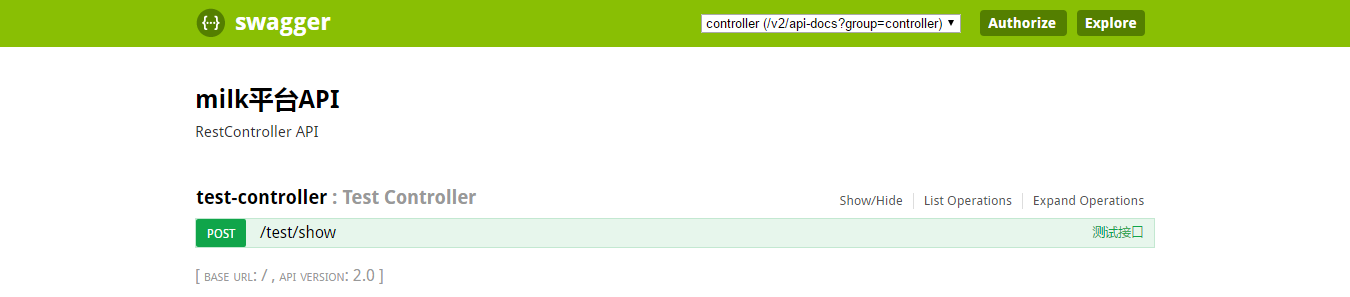 {···} swagger controller (/v2/api-docs?group=controller) Authorize Explore
milk平台API
RestController API
test-controller : Test Controller Show/Hide List Operations Expand Operations
POST /test/show 测试接口
[ BASE URL: / , API VERSION: 2.0 ]